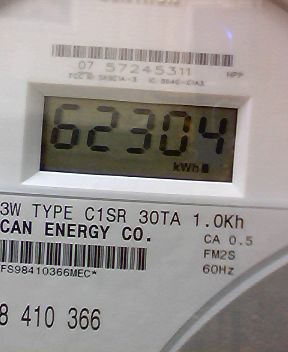 07 57245311
HPP
62304
kWh
3W TYPE C1SR 30TA 1.0Kh
CAN ENERGY CO.
CA 0.5
FM2S
60Hz
FS98410366MEC*
8 410 366